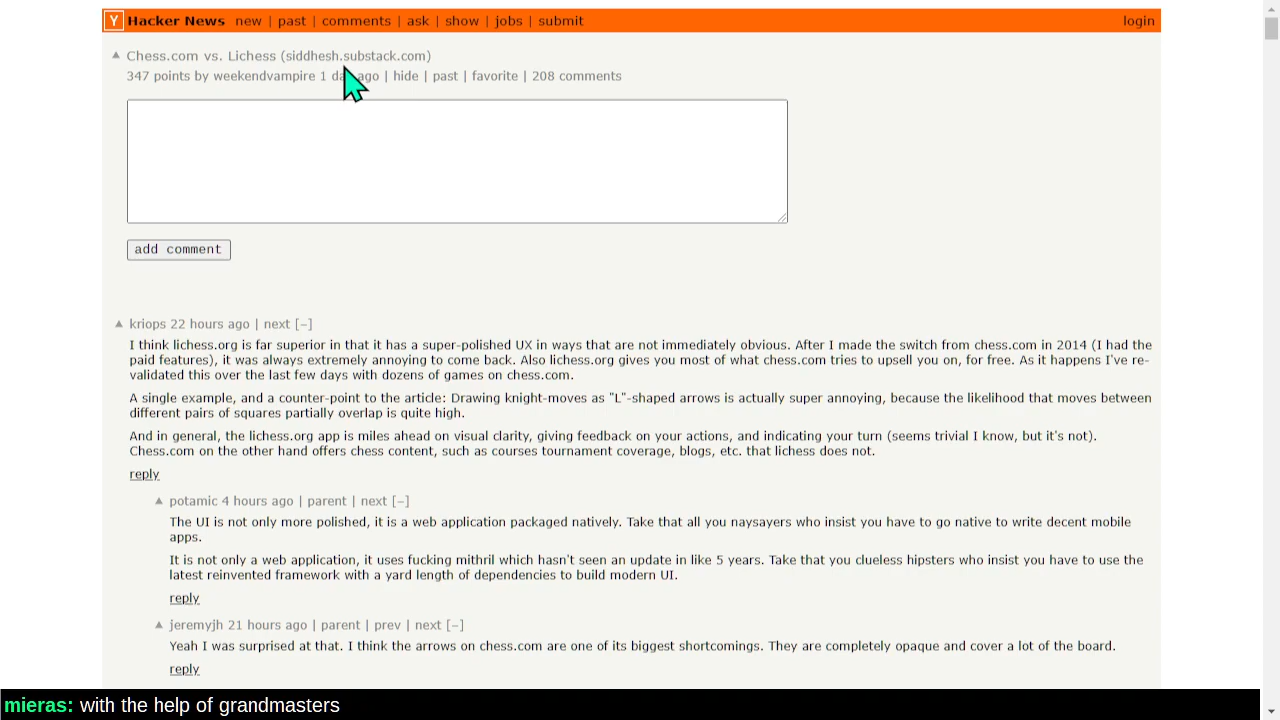 Y Hacker News new | past | comments | ask | show | jobs | submit login
Chess.com vs. Lichess (siddhesh.substack.com)
347 points by weekendvampire 1 ago | hide | past | favorite | 208 comments
add comment
kriops 22 hours ago | next [–]
I think lichess.org is far superior in that it has a super-polished UX in ways that are not immediately obvious. After I made the switch from chess.com in 2014 (I had the
paid features), it was always extremely annoying to come back. Also lichess.org gives you most of what chess.com tries to upsell you on, for free. As it happens I've re-
validated this over the last few days with dozens of games on chess.com.
A single example, and a counter-point to the article: Drawing knight-moves as "L"-shaped arrows is actually super annoying, because the likelihood that moves between
different pairs of squares partially overlap is quite high.
And in general, the lichess.org app is miles ahead on visual clarity, giving feedback on your actions, and indicating your turn (seems trivial I know, but it's not).
Chess.com on the other hand offers chess content, such as courses tournament coverage, blogs, etc. that lichess does not.
reply
potamic 4 hours ago | parent | next [–]
The UI is not only more polished, it is a web application packaged natively. Take that all you naysayers who insist you have to go native to write decent mobile
apps.
It is not only a web application, it uses fucking mithril which hasn't seen an update in like 5 years. Take that you clueless hipsters who insist you have to use the
latest reinvented framework with a yard length of dependencies to build modern UI.
reply
jeremyjh 21 hours ago | parent | prev | next [–]
Yeah I was surprised at that. I think the arrows on chess.com are one of its biggest shortcomings. They are completely opaque and cover a lot of the board.
reply
mieras: with the help of grandmasters